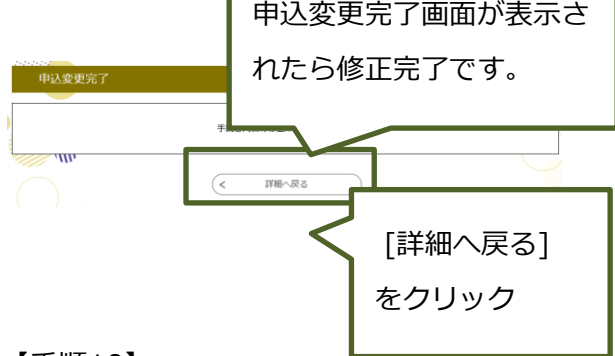 申込変更完了画面が表示さ
れたら修正完了です。
申込変更完了
詳細へ戻る
[詳細へ戻る]
をクリック